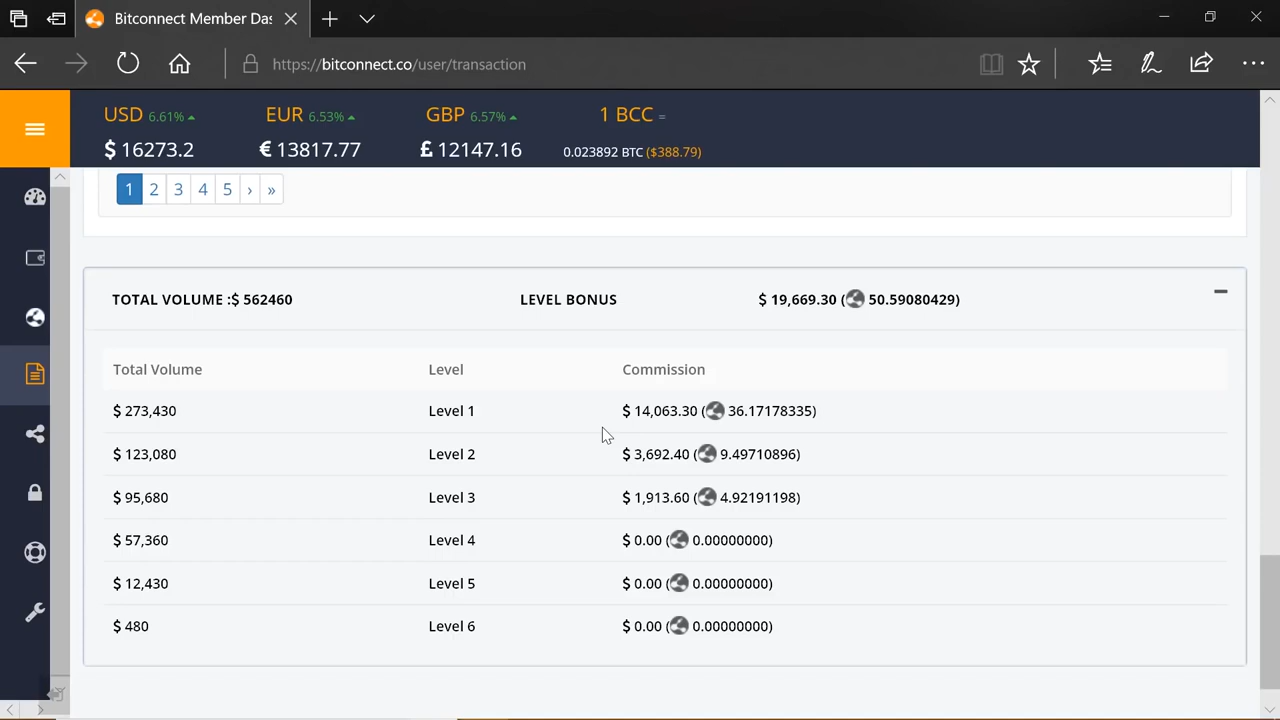 Bitconnect Member Das
https://bitconnect.co/user/transaction
USD 6.61% EUR 6.53% GBP 6.57% 1 BCC =
$ 16273.2 € 13817.77 £ 12147.16 0.023892 BTC ($388.79)
1 2 3 4 5 › »
TOTAL VOLUME :$ 562460 LEVEL BONUS $ 19,669.30 ( 50.59080429)
Total Volume Level Commission
$ 273,430 Level 1 $ 14,063.30 ( 36.17178335)
$ 123,080 Level 2 $ 3,692.40 ( 9.49710896)
$ 95,680 Level 3 $ 1,913.60 ( 4.92191198)
$ 57,360 Level 4 $ 0.00 ( 0.00000000)
$ 12,430 Level 5 $ 0.00 ( 0.00000000)
$ 480 Level 6 $ 0.00 ( 0.00000000)